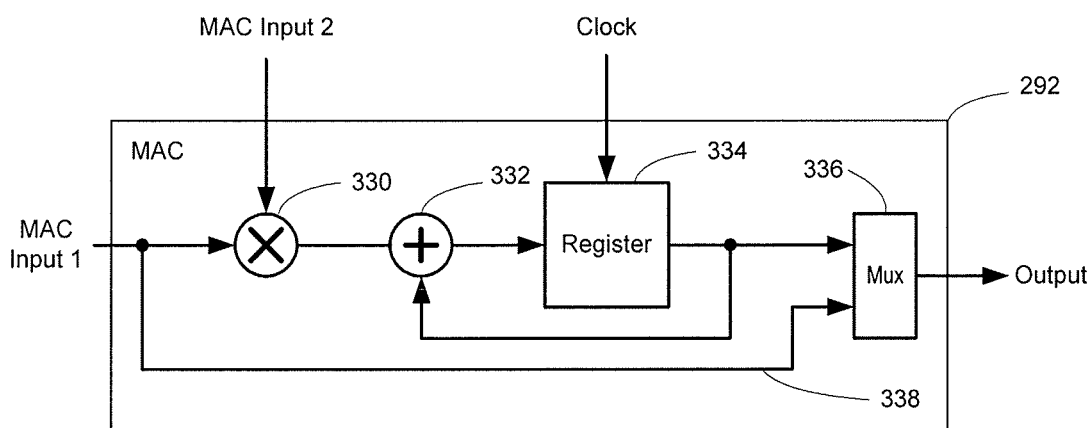 MAC Input 2
Clock
292
MAC
330
332
334
336
MAC
Input 1
Register
Mux
Output
338